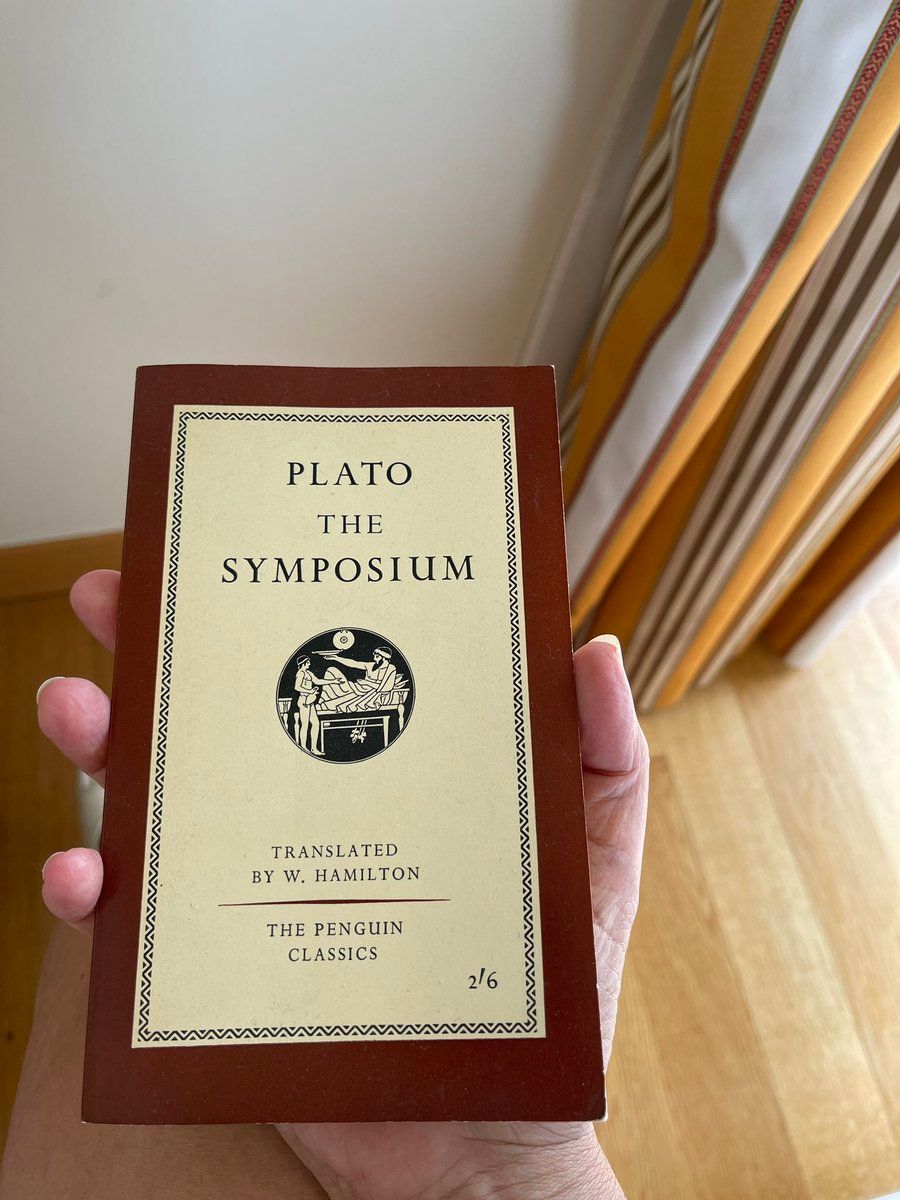 PLATO
THE
SYMPOSIUM
TRANSLATED
BY W. HAMILTON
THE PENGUIN
CLASSICS
2/6